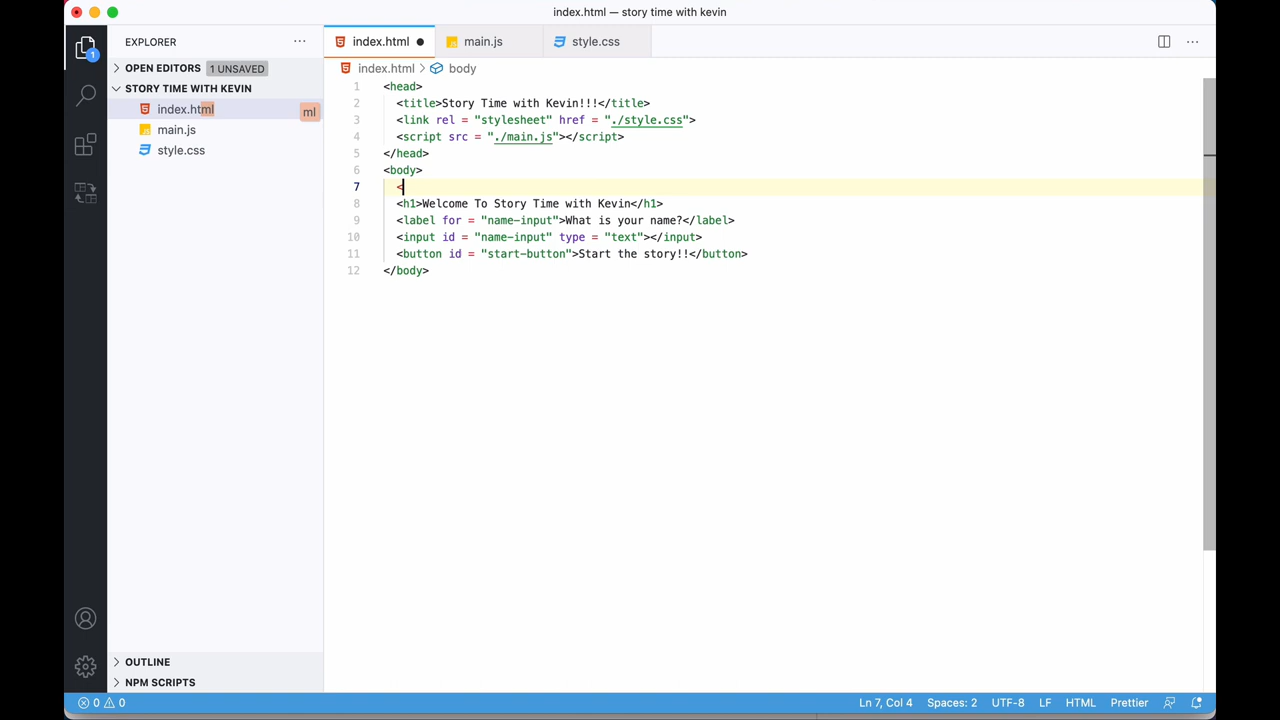 index.html — story time with kevin
EXPLORER
index.html
main.js
style.css
1
OPEN EDITORS 1 UNSAVED
index.html > body
STORY TIME WITH KEVIN
index.html ml
main.js
style.css
1 <head>
2 <title>Story Time with Kevin!!!</title>
3 <link rel = "stylesheet" href = "./style.css">
4 <script src = "./main.js"></script>
5 </head>
6 <body>
7 <
8 <h1>Welcome To Story Time with Kevin</h1>
9 <label for = "name-input">What is your name?</label>
10 <input id = "name-input" type = "text"></input>
11 <button id = "start-button">Start the story!!</button>
12 </body>
OUTLINE
NPM SCRIPTS
0 0
Ln 7, Col 4 Spaces: 2 UTF-8 LF HTML Prettier